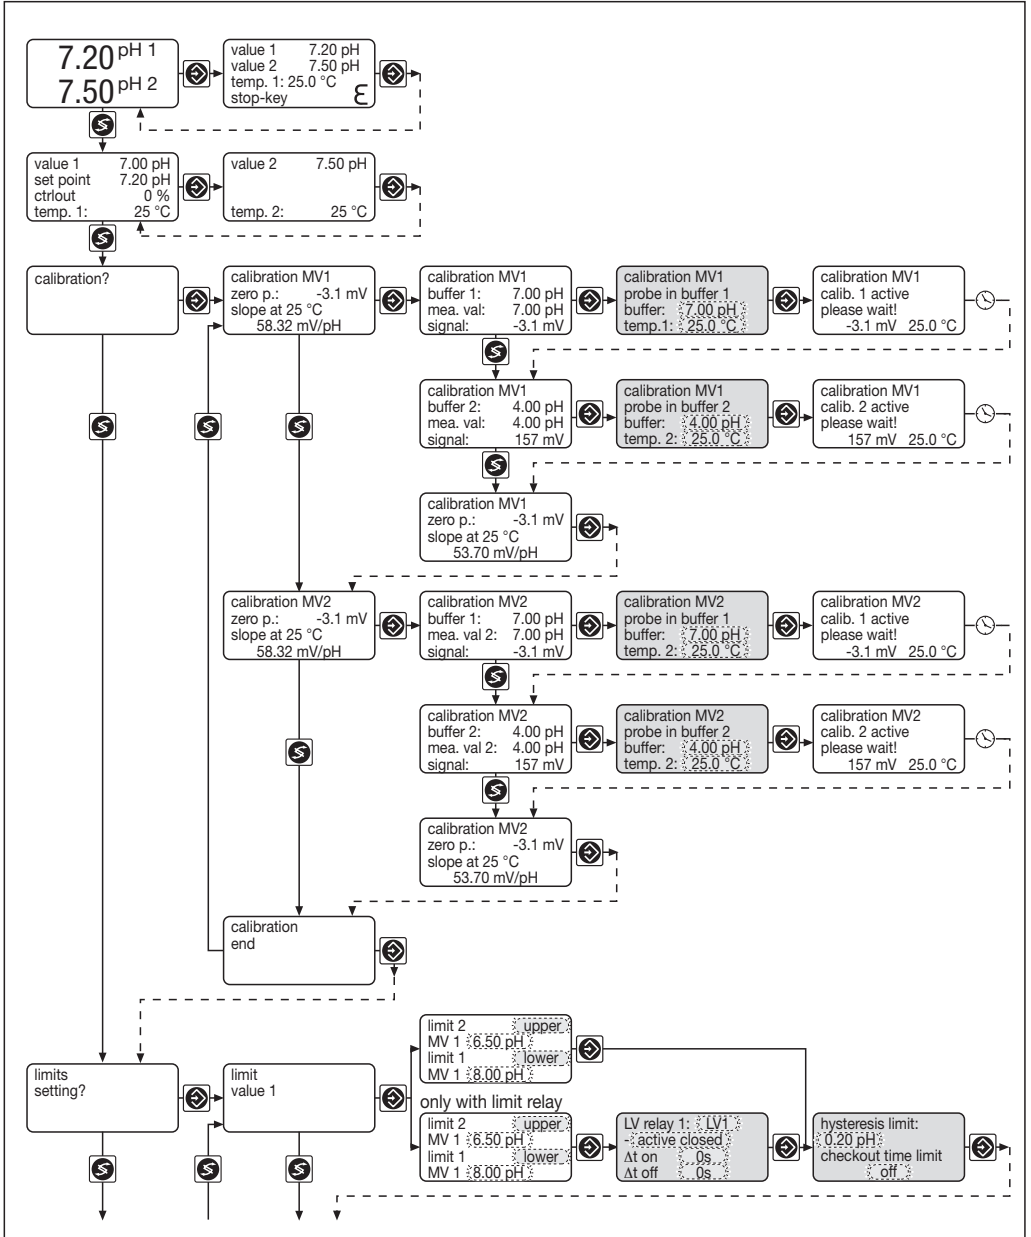 7.20 pH 1
7.50 pH 2
value 1 7.20 pH
value 2 7.50 pH
temp. 1: 25.0 °C
stop-key ε
value 1 7.00 pH
set point 7.20 pH
ctrlout 0 %
temp. 1: 25 °C
value 2 7.50 pH
temp. 2: 25 °C
calibration?
calibration MV1
zero p.: -3.1 mV
slope at 25 °C
58.32 mV/pH
calibration MV1
buffer 1: 7.00 pH
mea. val: 7.00 pH
signal: -3.1 mV
calibration MV1
probe in buffer 1
buffer: 7.00 pH
temp.1: 25.0 °C
calibration MV1
calib. 1 active
please wait!
-3.1 mV 25.0 °C
calibration MV1
buffer 2: 4.00 pH
mea. val: 4.00 pH
signal: 157 mV
calibration MV1
probe in buffer 2
buffer: 4.00 pH
temp. 2: 25.0 °C
calibration MV1
calib. 2 active
please wait!
157 mV 25.0 °C
calibration MV1
zero p.: -3.1 mV
slope at 25 °C
53.70 mV/pH
calibration MV2
zero p.: -3.1 mV
slope at 25 °C
58.32 mV/pH
calibration MV2
buffer 1: 7.00 pH
mea. val 2: 7.00 pH
signal: -3.1 mV
calibration MV2
probe in buffer 1
buffer: 7.00 pH
temp. 2: 25.0 °C
calibration MV2
calib. 1 active
please wait!
-3.1 mV 25.0 °C
calibration MV2
buffer 2: 4.00 pH
mea. val 2: 4.00 pH
signal: 157 mV
calibration MV2
probe in buffer 2
buffer: 4.00 pH
temp. 2: 25.0 °C
calibration MV2
calib. 2 active
please wait!
157 mV 25.0 °C
calibration MV2
zero p.: -3.1 mV
slope at 25 °C
53.70 mV/pH
calibration
end
limits
setting?
limit
value 1
limit 2 upper
MV 1 6.50 pH
limit 1 lower
MV 1 8.00 pH
only with limit relay
limit 2 upper
MV 1 6.50 pH
limit 1 lower
MV 1 8.00 pH
LV relay 1: LV1
- active closed
Δt on 0s
Δt off 0s
hysteresis limit:
0.20 pH
checkout time limit
off